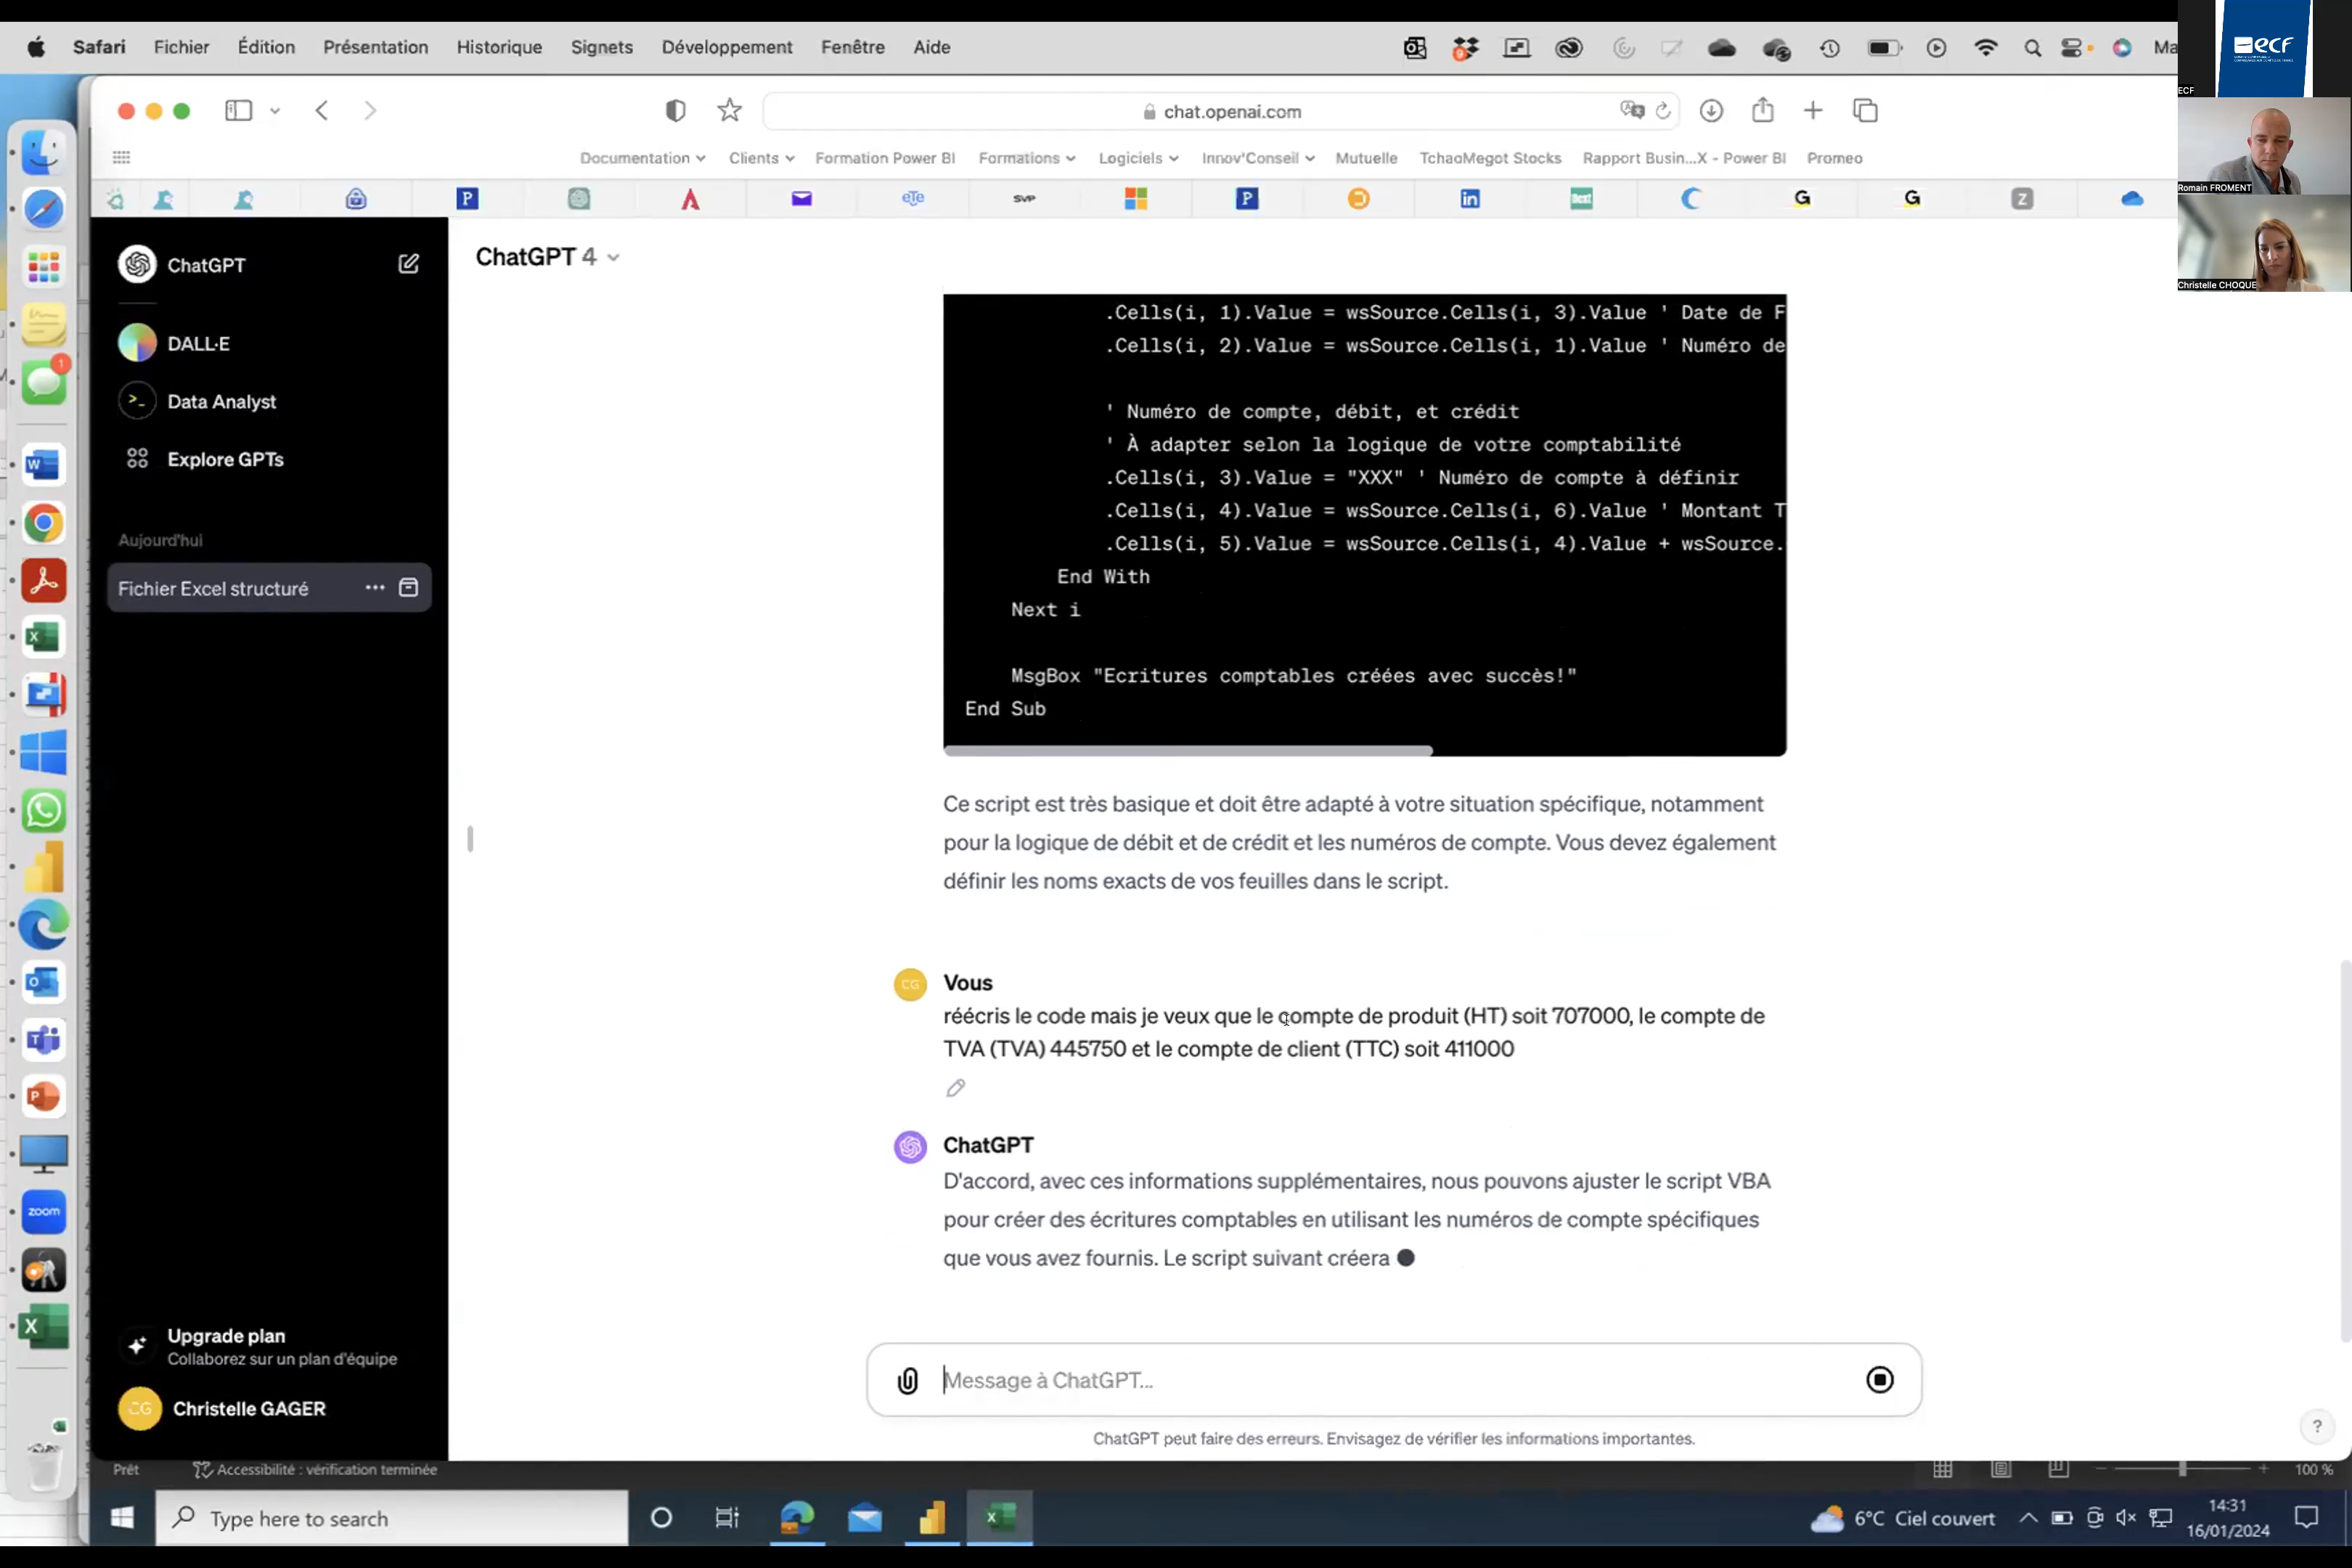 Safari Fichier Édition Présentation Historique Signets Développement Fenêtre Aide
ecf
ECF
chat.openai.com
Documentation Clients Formation Power BI Formations Logiciels Innov'Conseil Mutuelle TchaoMegot Stocks Rapport Busin...X - Power BI Promeo
Romain FROMENT
Christelle CHOQUE
ChatGPT
DALL·E
Data Analyst
Explore GPTs
Aujourd'hui
Fichier Excel structuré
Upgrade plan
Collaborez sur un plan d'équipe
CG Christelle GAGER
ChatGPT 4
.Cells(i, 1).Value = wsSource.Cells(i, 3).Value ' Date de F
.Cells(i, 2).Value = wsSource.Cells(i, 1).Value ' Numéro de
' Numéro de compte, débit, et crédit
' À adapter selon la logique de votre comptabilité
.Cells(i, 3).Value = "XXX" ' Numéro de compte à définir
.Cells(i, 4).Value = wsSource.Cells(i, 6).Value ' Montant T
.Cells(i, 5).Value = wsSource.Cells(i, 4).Value + wsSource.
End With
Next i
MsgBox "Ecritures comptables créées avec succès!"
End Sub
Ce script est très basique et doit être adapté à votre situation spécifique, notamment
pour la logique de débit et de crédit et les numéros de compte. Vous devez également
définir les noms exacts de vos feuilles dans le script.
CG Vous
réécris le code mais je veux que le compte de produit (HT) soit 707000, le compte de
TVA (TVA) 445750 et le compte de client (TTC) soit 411000
ChatGPT
D'accord, avec ces informations supplémentaires, nous pouvons ajuster le script VBA
pour créer des écritures comptables en utilisant les numéros de compte spécifiques
que vous avez fournis. Le script suivant créera
Message à ChatGPT...
ChatGPT peut faire des erreurs. Envisagez de vérifier les informations importantes.
?
Prêt Accessibilité : vérification terminée 100 %
Type here to search
6°C Ciel couvert
14:31
16/01/2024